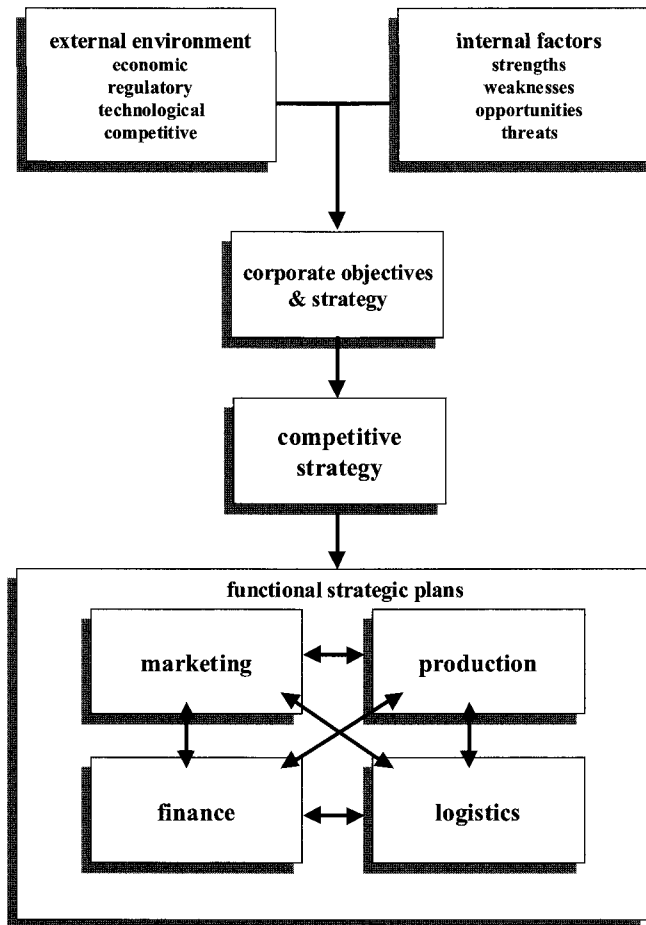 external environment
economic
regulatory
technological
competitive
internal factors
strengths
weaknesses
opportunities
threats
corporate objectives
& strategy
competitive
strategy
functional strategic plans
marketing
production
finance
logistics